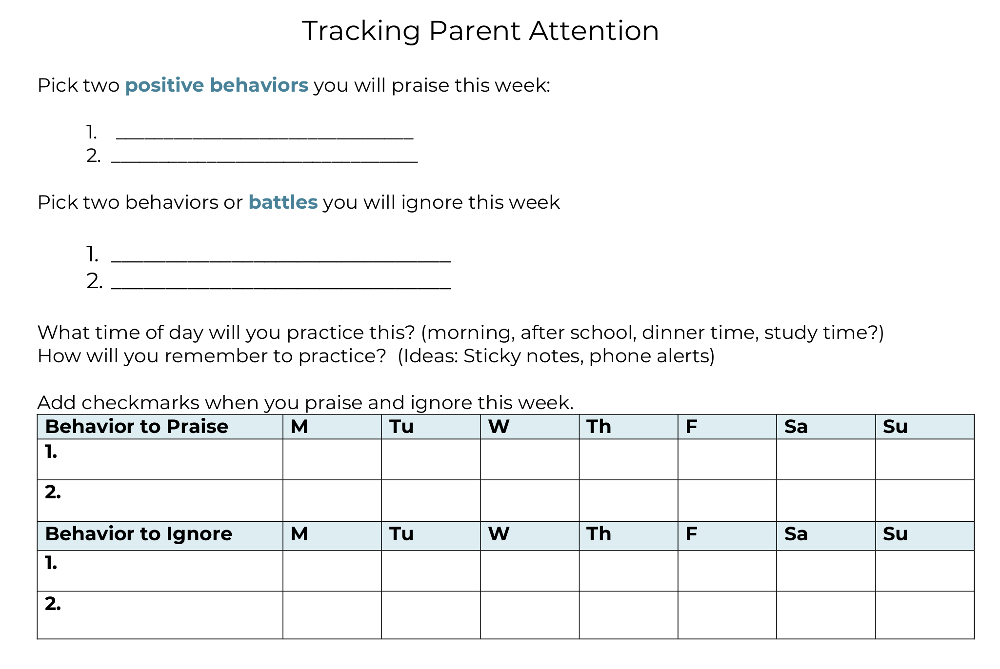 Tracking Parent Attention
Pick two positive behaviors you will praise this week:
1. _______________________________
2. ________________________________
Pick two behaviors or battles you will ignore this week
1. _______________________________
2. _______________________________
What time of day will you practice this? (morning, after school, dinner time, study time?)
How will you remember to practice?  (Ideas: Sticky notes, phone alerts)
Add checkmarks when you praise and ignore this week.
Behavior to Praise M Tu W Th F Sa Su
1.
2.
Behavior to Ignore M Tu W Th F Sa Su
1.
2.